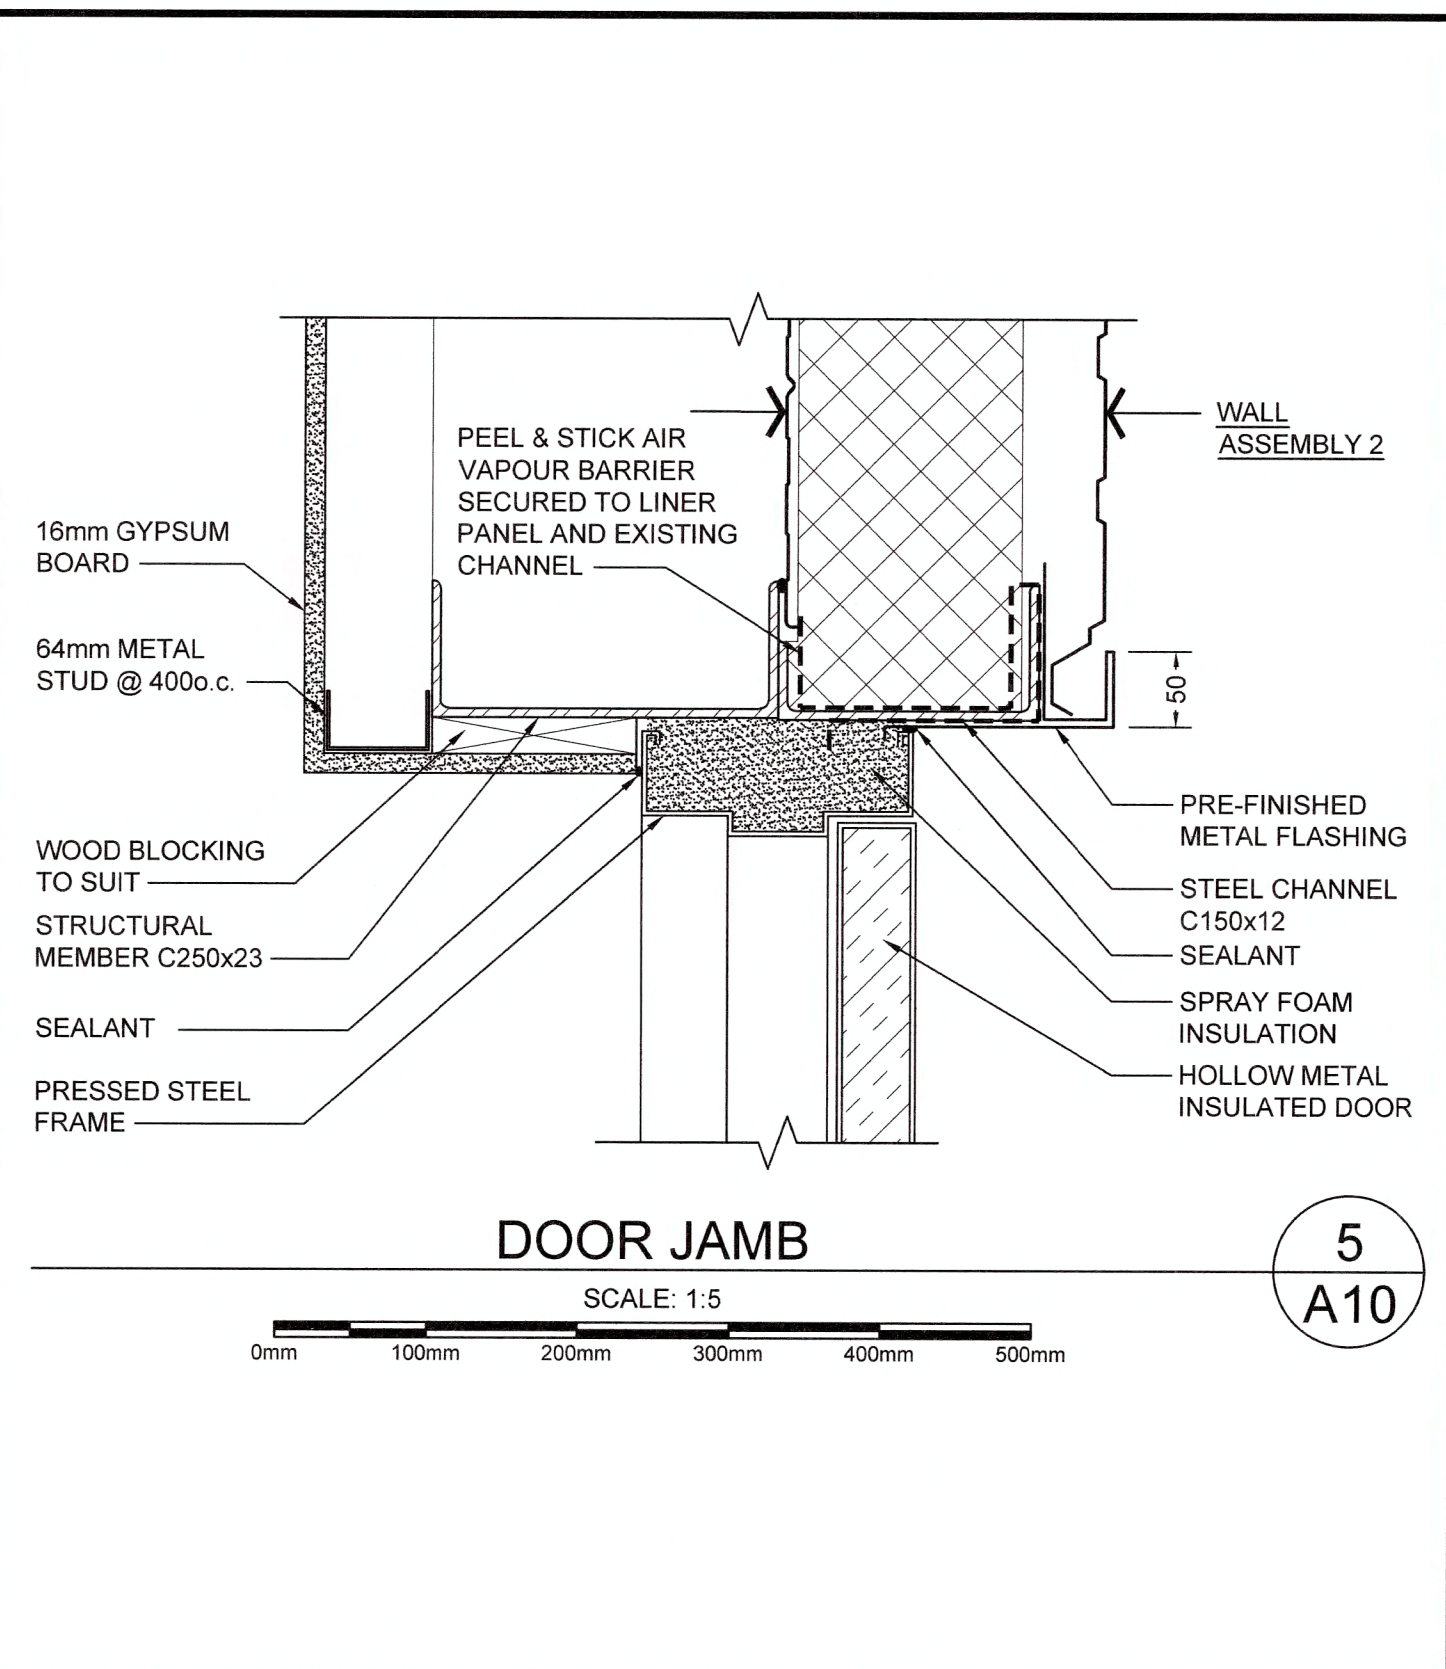 WALL
ASSEMBLY 2
PEEL & STICK AIR
VAPOUR BARRIER
SECURED TO LINER
PANEL AND EXISTING
CHANNEL
16mm GYPSUM
BOARD
64mm METAL
STUD @ 400o.c.
50
WOOD BLOCKING
TO SUIT
STRUCTURAL
MEMBER C250x23
SEALANT
PRESSED STEEL
FRAME
PRE-FINISHED
METAL FLASHING
STEEL CHANNEL
C150x12
SEALANT
SPRAY FOAM
INSULATION
HOLLOW METAL
INSULATED DOOR
DOOR JAMB
SCALE: 1:5
0mm 100mm 200mm 300mm 400mm 500mm
5
A10